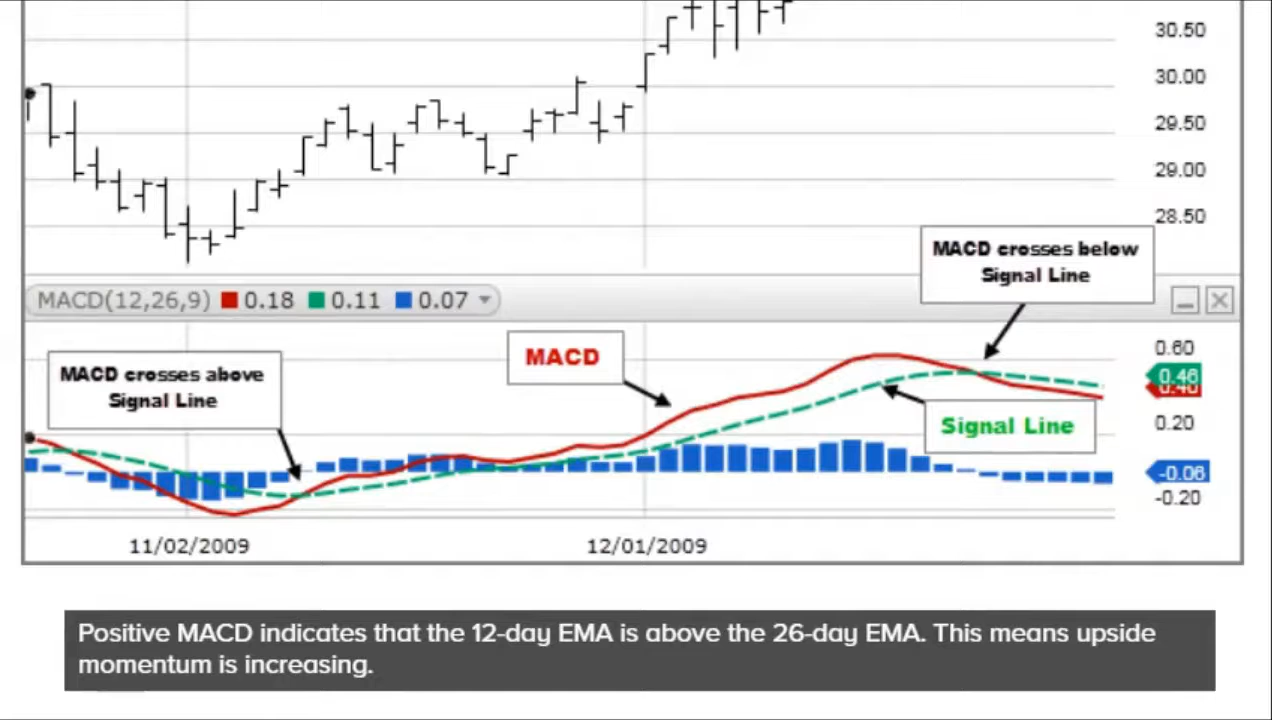 30.50
30.00
29.50
29.00
28.50
MACD crosses below
Signal Line
MACD(12,26,9) 0.18 0.11 0.07
0.60
MACD
0.46
0.40
MACD crosses above
Signal Line
0.20
Signal Line
-0.06
-0.20
11/02/2009 12/01/2009
Positive MACD indicates that the 12-day EMA is above the 26-day EMA. This means upside
momentum is increasing.